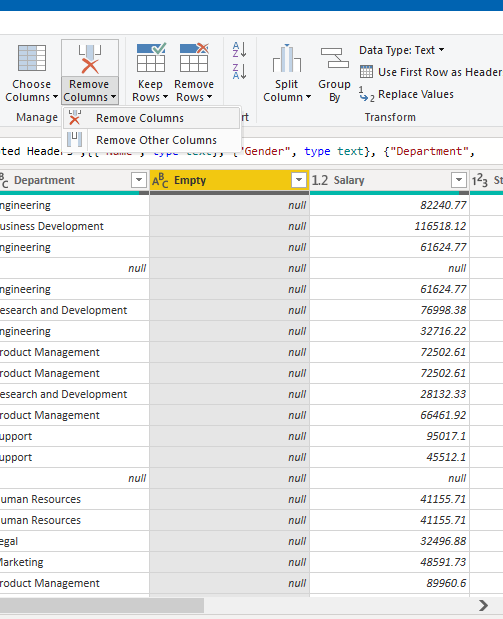 Choose Columns
Remove Columns
Keep Rows
Remove Rows
A Z
Z A
Split Column
Group By
Data Type: Text
Use First Row as Header
1 2 Replace Values
Manage
rt
Transform
Remove Columns
Remove Other Columns
ted Headers",{{"Name", type text}, {"Gender", type text}, {"Department",
BC Department ABC Empty 1.2 Salary 123 St
ngineering null 82240.77
usiness Development null 116518.12
ngineering null 61624.77
null null null
ngineering null 61624.77
esearch and Development null 76998.38
ngineering null 32716.22
roduct Management null 72502.61
roduct Management null 72502.61
esearch and Development null 28132.33
roduct Management null 66461.92
upport null 95017.1
upport null 45512.1
null null null
uman Resources null 41155.71
uman Resources null 41155.71
egal null 32496.88
Marketing null 48591.73
roduct Management null 89960.6